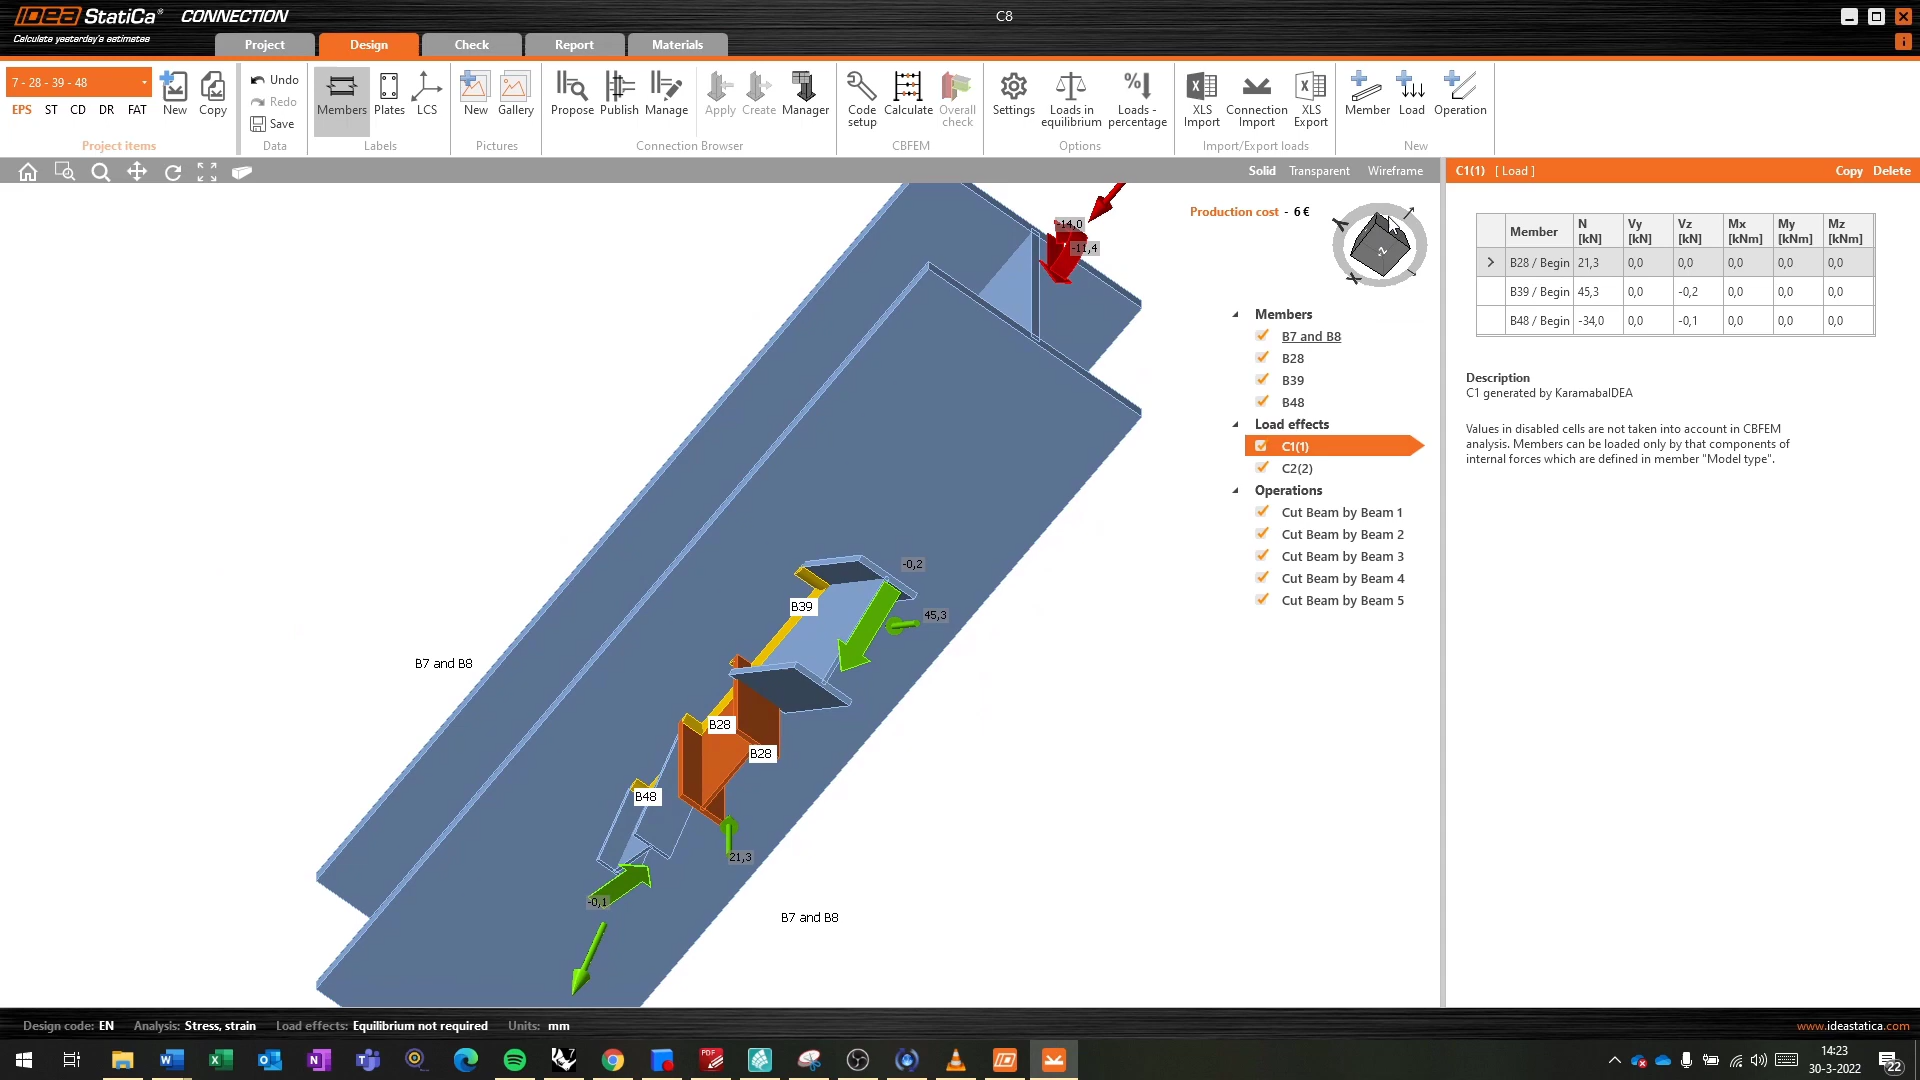 IDEA StatiCa® CONNECTION
Calculate yesterday's estimates
C8
i
Project
Design
Check
Report
Materials
7 - 28 - 39 - 48
EPS ST CD DR FAT
New
Copy
Project items
Undo
Redo
Save
Data
Members
Plates
LCS
Labels
New
Gallery
Pictures
Propose
Publish
Manage
Apply
Create
Manager
Connection Browser
Code setup
Calculate
Overall check
CBFEM
Settings
Loads in equilibrium
Loads - percentage
Options
XLS Import
Connection Import
XLS Export
Import/Export loads
Member
Load
Operation
New
Solid Transparent Wireframe
C1(1) [ Load ]
Copy Delete
Production cost - 6 €
-14,0
-11,4
-0,2
45,3
B39
B7 and B8
B28
B28
B48
21,3
-0,1
B7 and B8
Members
B7 and B8
B28
B39
B48
Load effects
C1(1)
C2(2)
Operations
Cut Beam by Beam 1
Cut Beam by Beam 2
Cut Beam by Beam 3
Cut Beam by Beam 4
Cut Beam by Beam 5
Member N [kN] Vy [kN] Vz [kN] Mx [kNm] My [kNm] Mz [kNm]
B28 / Begin 21,3 0,0 0,0 0,0 0,0 0,0
B39 / Begin 45,3 0,0 -0,2 0,0 0,0 0,0
B48 / Begin -34,0 0,0 -0,1 0,0 0,0 0,0
Description
C1 generated by KarambaIDEA
Values in disabled cells are not taken into account in CBFEM
analysis. Members can be loaded only by that components of
internal forces which are defined in member "Model type".
Design code: EN Analysis: Stress, strain Load effects: Equilibrium not required Units: mm
www.ideastatica.com
14:23
30-3-2022
22